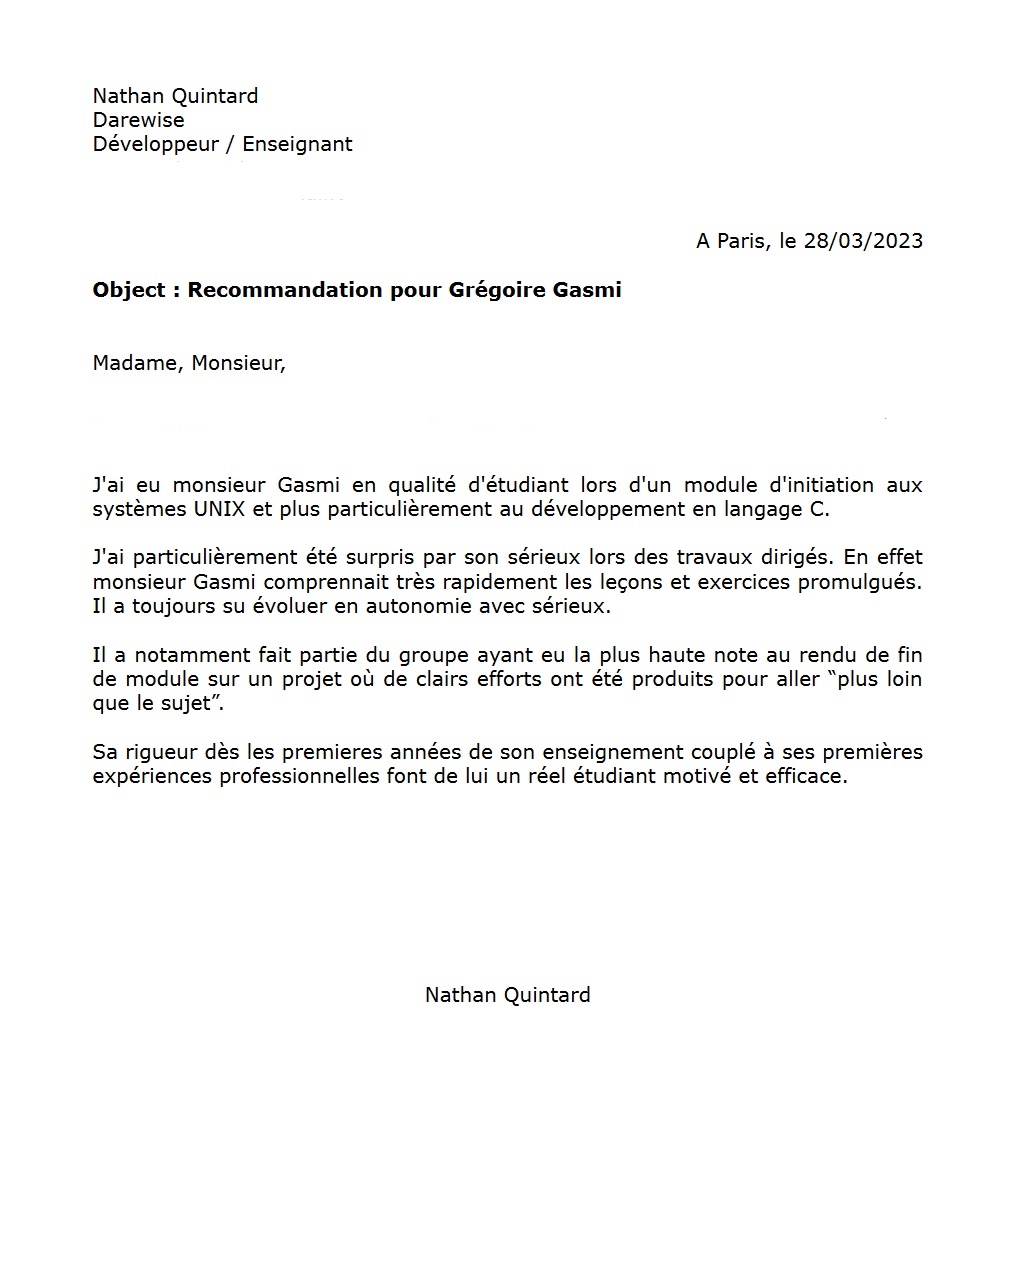 Nathan Quintard
Darewise
Développeur / Enseignant
A Paris, le 28/03/2023
Object : Recommandation pour Grégoire Gasmi
Madame, Monsieur,
J'ai eu monsieur Gasmi en qualité d'étudiant lors d'un module d'initiation aux
systèmes UNIX et plus particulièrement au développement en langage C.
J'ai particulièrement été surpris par son sérieux lors des travaux dirigés. En effet
monsieur Gasmi comprennait très rapidement les leçons et exercices promulgués.
Il a toujours su évoluer en autonomie avec sérieux.
Il a notamment fait partie du groupe ayant eu la plus haute note au rendu de fin
de module sur un projet où de clairs efforts ont été produits pour aller “plus loin
que le sujet”.
Sa rigueur dès les premieres années de son enseignement couplé à ses premières
expériences professionnelles font de lui un réel étudiant motivé et efficace.
Nathan Quintard